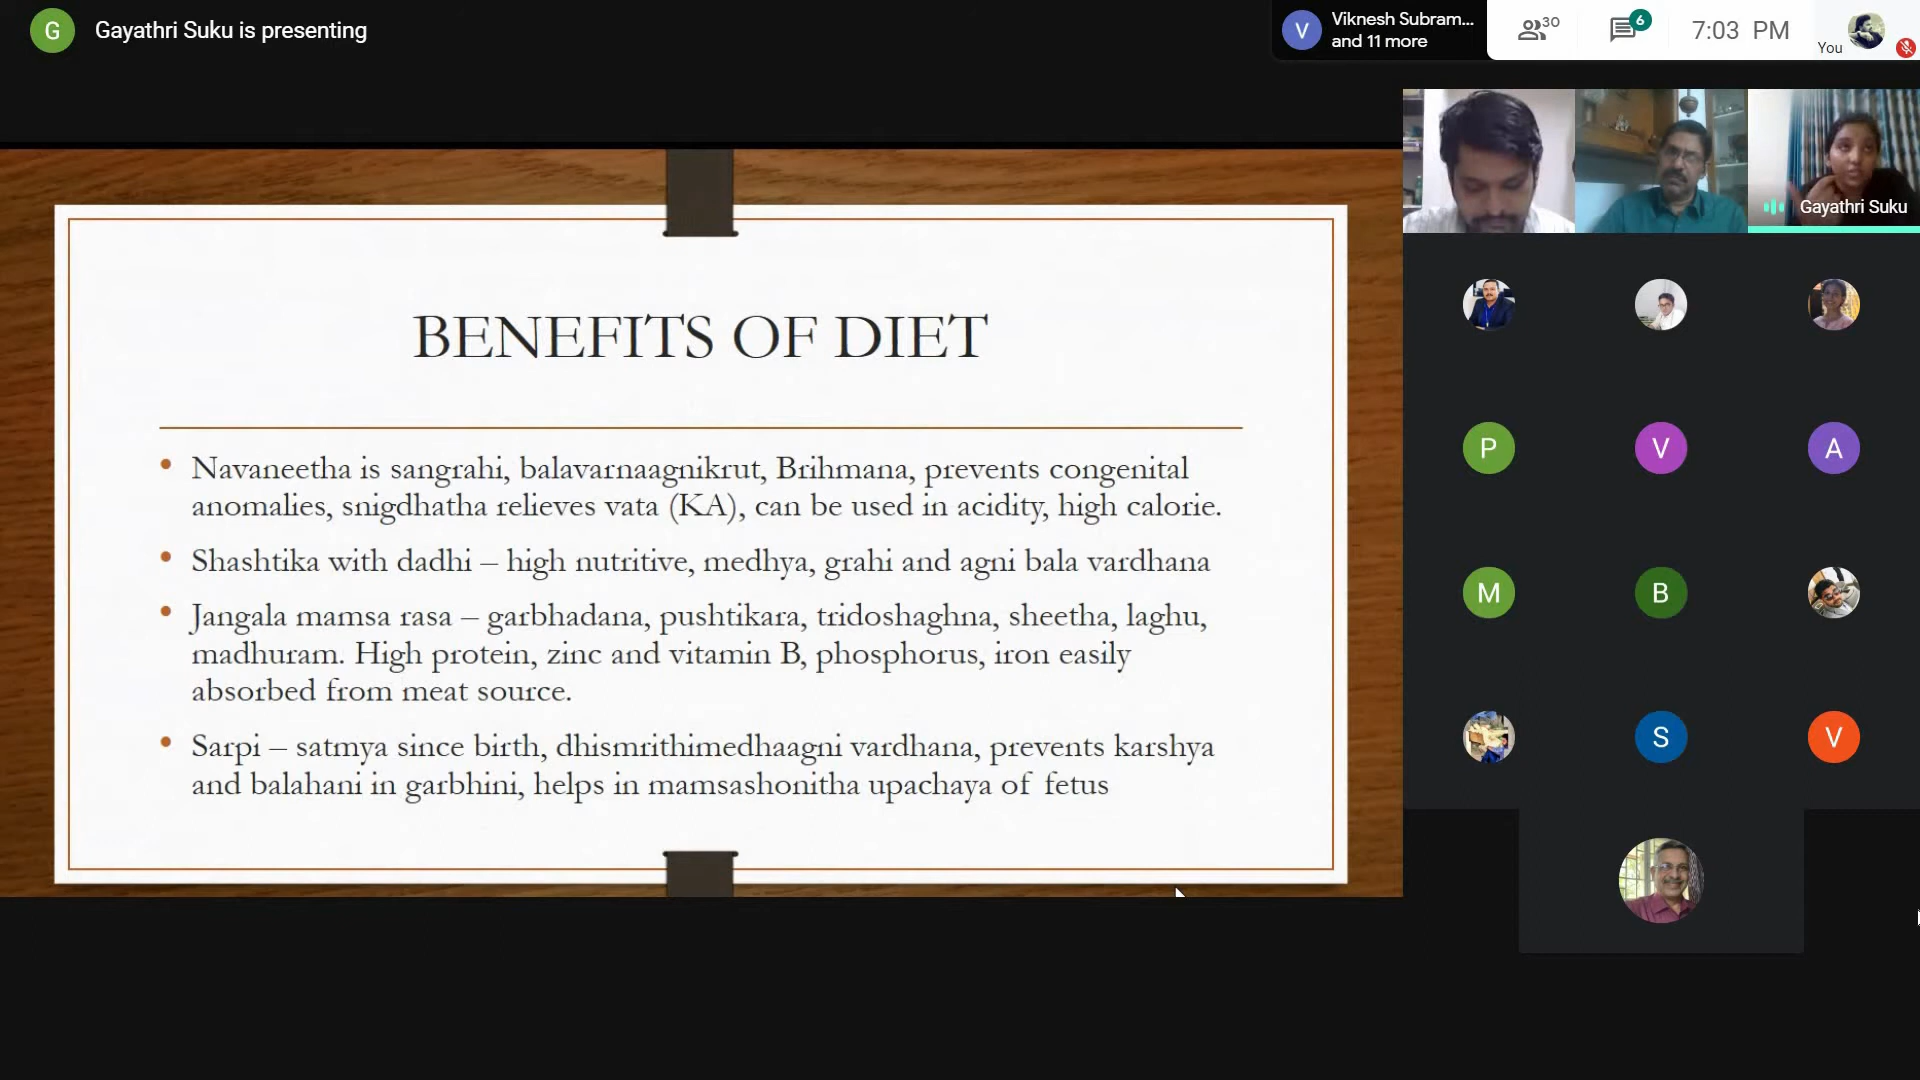 G
Gayathri Suku is presenting
V
Viknesh Subram...
and 11 more
30
6
7:03 PM
You
Gayathri Suku
BENEFITS OF DIET
• Navaneetha is sangrahi, balavarnaagnikrut, Brihmana, prevents congenital
anomalies, snigdhatha relieves vata (KA), can be used in acidity, high calorie.
• Shashtika with dadhi – high nutritive, medhya, grahi and agni bala vardhana
• Jangala mamsa rasa – garbhadana, pushtikara, tridoshaghna, sheetha, laghu,
madhuram. High protein, zinc and vitamin B, phosphorus, iron easily
absorbed from meat source.
• Sarpi – satmya since birth, dhismrithimedhaagni vardhana, prevents karshya
and balahani in garbhini, helps in mamsashonitha upachaya of fetus
P
V
A
M
B
S
V